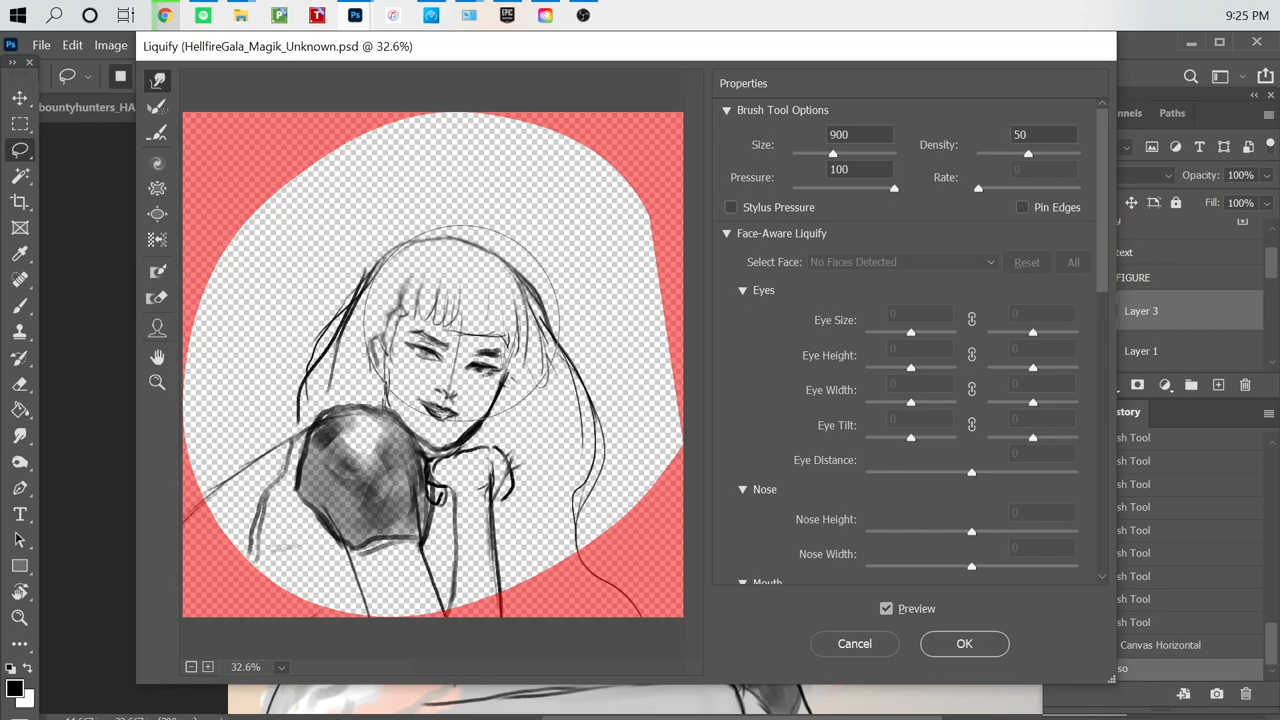 9:25 PM
Ps File Edit Image
Liquify (HellfireGala_Magik_Unknown.psd @ 32.6%)
bountyhunters_HA
Properties
Brush Tool Options
Size: 900 Density: 50
Pressure: 100 Rate: 0
Stylus Pressure Pin Edges
Face-Aware Liquify
Select Face: No Faces Detected Reset All
Eyes
Eye Size: 0 0
Eye Height: 0 0
Eye Width: 0 0
Eye Tilt: 0 0
Eye Distance: 0
Nose
Nose Height: 0
Nose Width: 0
Mouth
Preview
Cancel OK
32.6%
nnels Paths
Opacity: 100%
Fill: 100%
text
FIGURE
Layer 3
Layer 1
story
sh Tool
sh Tool
sh Tool
sh Tool
sh Tool
sh Tool
sh Tool
sh Tool
sh Tool
Canvas Horizontal
so